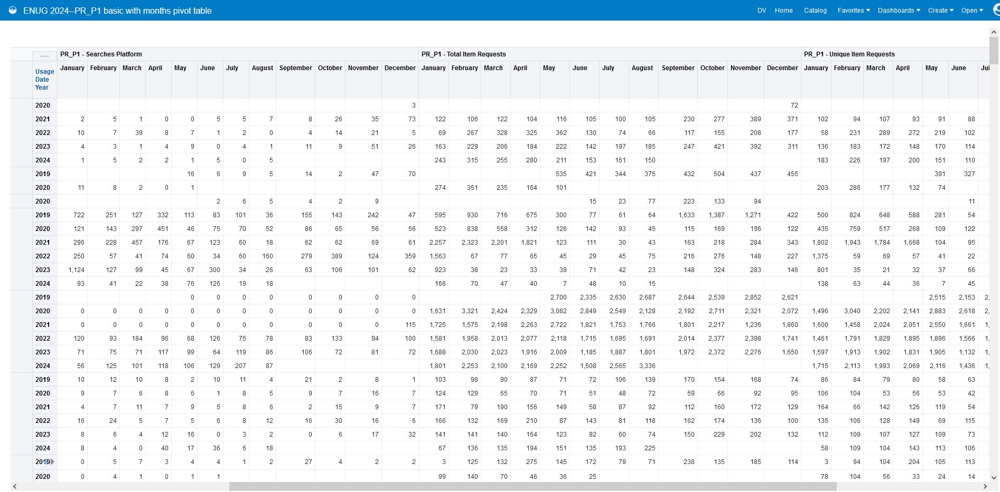 ENUG 2024--PR_P1 basic with months pivot table DV Home Catalog Favorites Dashboards Create Open
PR_P1 - Searches Platform PR_P1 - Total Item Requests PR_P1 - Unique Item Requests
Usage Date Year January February March April May June July August September October November December January February March April May June July August September October November December January February March April May June Jul
2020 3 72
2021 2 5 1 0 0 5 5 7 8 26 35 73 122 106 122 104 116 105 100 105 230 277 389 371 102 94 107 93 91 88
2022 10 7 39 8 7 1 2 0 4 14 21 5 69 267 328 325 362 130 74 66 117 155 208 177 58 231 289 272 219 102
2023 4 3 1 4 9 0 4 1 11 9 51 26 163 229 206 184 222 142 197 185 247 421 392 311 136 183 172 148 170 114
2024 1 5 2 2 1 5 0 5 243 315 255 280 211 153 161 150 183 226 197 200 151 110
2019 16 6 9 5 14 2 47 70 535 421 344 375 432 504 437 455 391 327
2020 11 8 2 0 1 274 351 235 164 101 203 286 177 132 74
2020 2 6 5 4 2 9 15 23 77 223 133 94 11
2019 722 251 127 332 113 83 101 36 155 143 242 47 595 930 716 675 300 77 61 64 1,633 1,387 1,271 422 500 824 648 588 281 54
2020 121 143 297 451 46 75 70 52 86 65 56 56 523 838 558 312 126 142 93 45 115 169 196 122 435 759 517 268 109 122
2021 296 228 457 176 67 123 60 18 62 62 69 61 2,257 2,323 2,201 1,821 123 111 30 43 163 218 284 343 1,802 1,943 1,784 1,668 104 95
2022 250 57 41 74 60 34 60 160 279 389 124 359 1,563 67 77 65 45 29 45 75 216 276 148 227 1,375 59 69 57 41 22
2023 1,124 127 99 45 67 300 34 26 63 106 101 62 923 38 23 33 39 71 42 23 148 324 283 146 801 35 21 32 37 66
2024 93 41 22 38 76 126 19 18 166 70 47 40 7 48 10 15 138 63 44 36 7 45
2019 0 0 0 0 0 0 0 0 2,700 2,335 2,630 2,687 2,644 2,539 2,852 2,621 2,515 2,153 2,
2020 0 0 0 0 0 0 0 0 0 0 0 0 1,631 3,321 2,424 2,329 3,082 2,849 2,549 2,128 2,192 2,711 2,321 2,072 1,496 3,040 2,202 2,141 2,883 2,618 2,
2021 0 0 0 0 0 0 0 0 0 0 0 115 1,725 1,575 2,198 2,263 2,722 1,821 1,753 1,766 1,801 2,217 1,236 1,860 1,600 1,458 2,024 2,051 2,550 1,661 1,
2022 120 93 184 96 68 126 75 78 83 133 94 100 1,581 1,958 2,013 2,077 2,118 1,715 1,695 1,691 2,014 2,377 2,398 1,741 1,461 1,791 1,829 1,895 1,896 1,566 1,
2023 71 75 71 117 99 64 119 86 106 72 81 72 1,688 2,030 2,023 1,916 2,009 1,185 1,887 1,801 1,972 2,372 2,276 1,650 1,597 1,913 1,902 1,831 1,905 1,132 1,
2024 56 125 101 118 106 129 207 87 1,801 2,253 2,100 2,169 2,252 1,508 2,565 3,336 1,715 2,113 1,993 2,069 2,116 1,436 1,
2019 10 12 10 8 2 10 11 4 21 2 8 1 103 98 90 87 71 72 106 139 170 154 168 74 86 84 79 80 58 63
2020 9 7 6 8 6 1 8 5 9 7 16 7 124 129 65 70 71 51 48 72 59 66 92 95 106 104 53 56 53 42
2021 4 7 11 7 9 5 8 6 2 15 9 7 171 79 190 156 149 58 87 92 112 160 172 129 164 66 142 126 119 54
2022 16 24 5 7 5 6 8 12 16 30 16 6 166 132 169 210 87 143 81 118 162 174 136 100 135 106 128 149 69 115
2023 8 6 4 12 16 0 3 2 0 6 17 32 141 141 140 164 123 92 60 74 150 229 202 132 112 109 107 127 109 73
2024 8 4 0 40 17 36 6 18 67 136 135 194 151 135 193 225 58 109 104 143 113 106
2019 0 5 7 3 4 4 1 2 27 4 2 2 3 125 132 275 145 172 79 71 238 135 185 114 3 94 104 204 105 113
2020 0 4 1 0 1 1 99 140 70 46 36 25 78 104 56 33 24 14